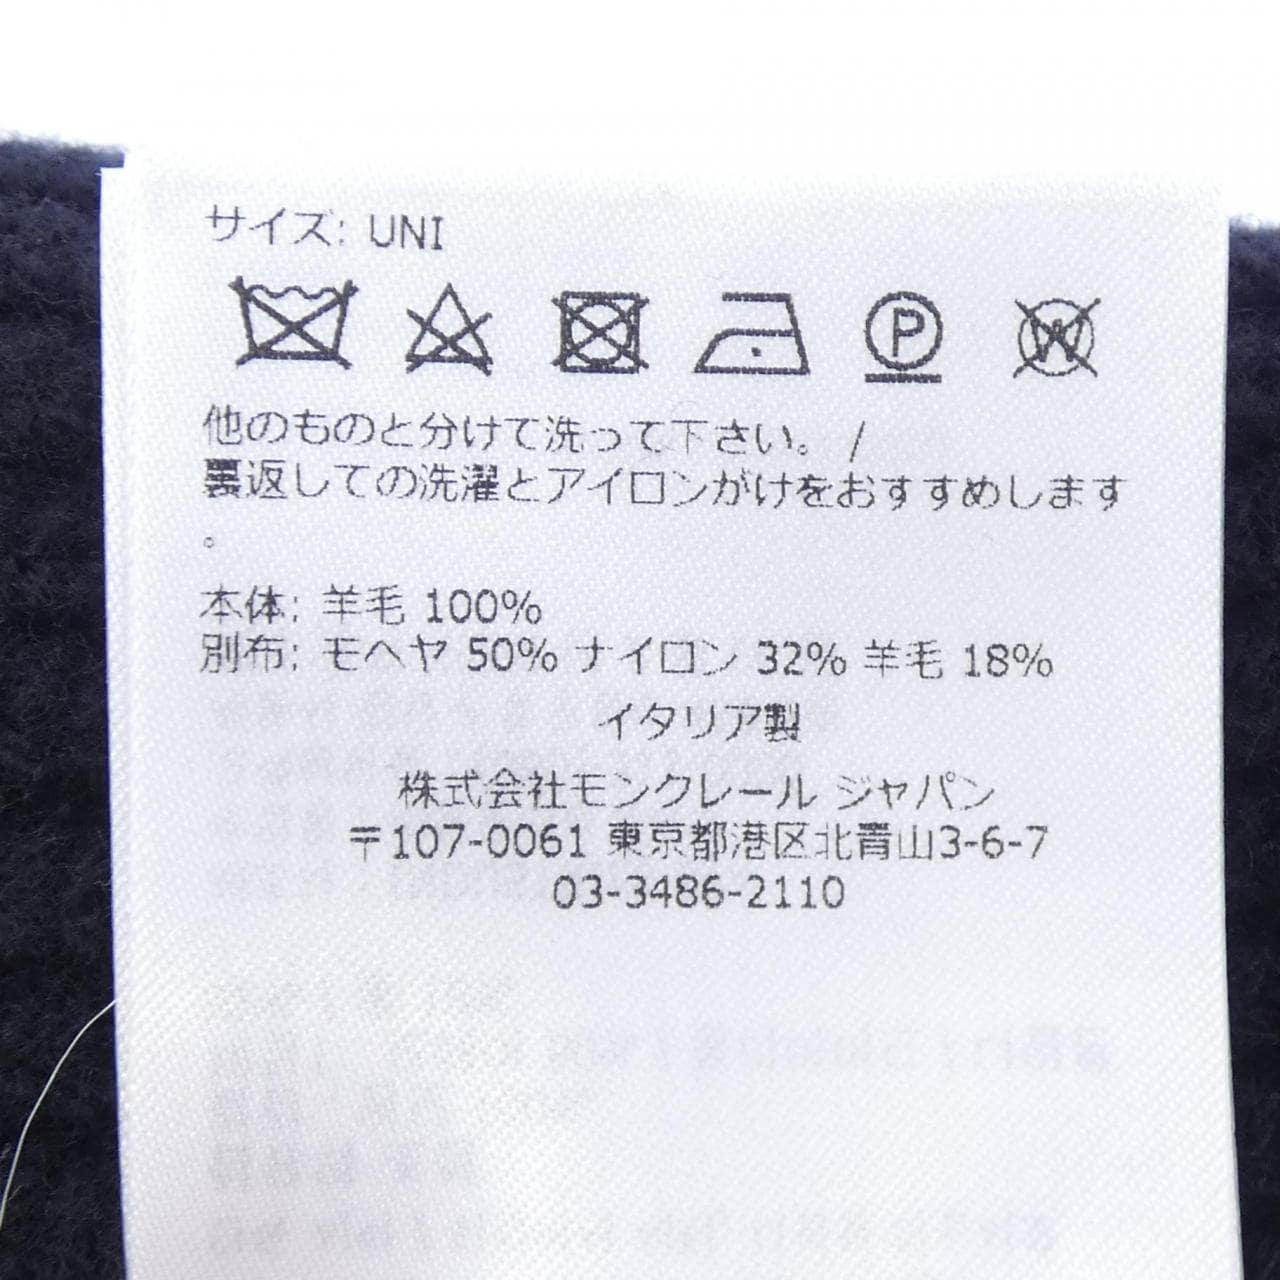 サイズ: UNI
P W
他のものと分けて洗って下さい。 /
裏返しての洗濯とアイロンがけをおすすめします
。
本体: 羊毛 100%
別布: モヘヤ 50% ナイロン 32% 羊毛 18%
イタリア製
株式会社モンクレール ジャパン
〒107-0061 東京都港区北青山3-6-7
03-3486-2110